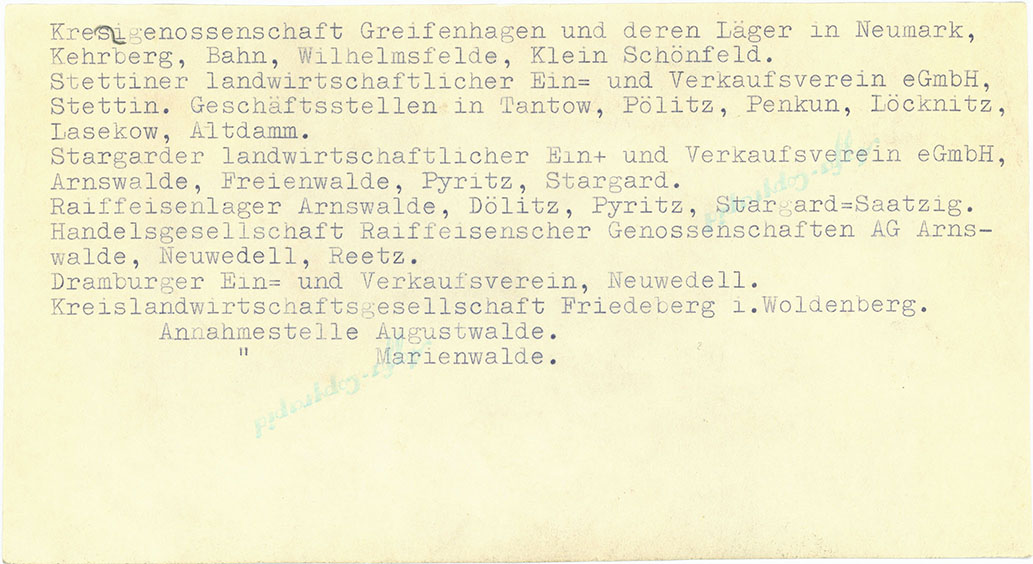 Kresigenossenschaft Greifenhagen und deren Läger in Neumark,
Kehrberg, Bahn, Wilhelmsfelde, Klein Schönfeld.
Stettiner landwirtschaftlicher Ein= und Verkaufsverein eGmbH,
Stettin. Geschäftsstellen in Tantow, Pölitz, Penkun, Löcknitz,
Lasekow, Altdamm.
Stargarder landwirtschaftlicher Ein+ und Verkaufsverein eGmbH,
Arnswalde, Freienwalde, Pyritz, Stargard.
Raiffeisenlager Arnswalde, Dölitz, Pyritz, Stargard=Saatzig.
Handelsgesellschaft Raiffeisenscher Genossenschaften AG Arns-
walde, Neuwedell, Reetz.
Dramburger Ein= und Verkaufsverein, Neuwedell.
Kreislandwirtschaftsgesellschaft Friedeberg i.Woldenberg.
Annahmestelle Augustwalde.
" Marienwalde.